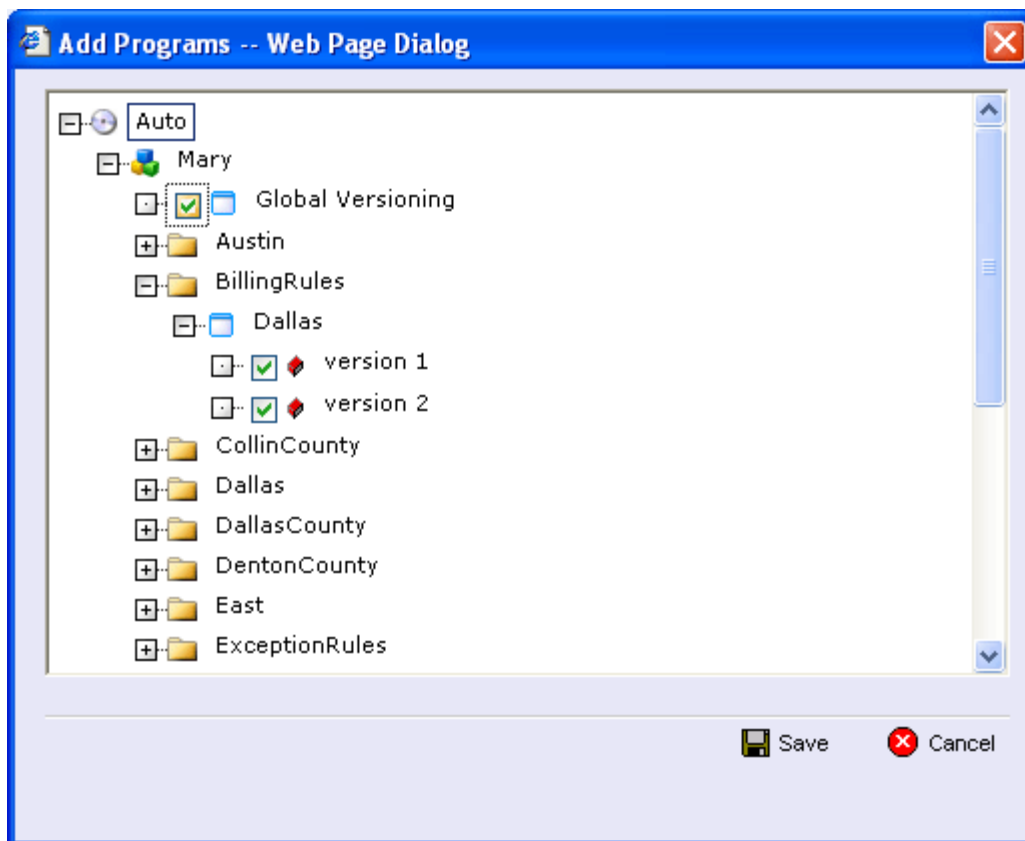 Add Programs -- Web Page Dialog
Auto
Mary
Global Versioning
Austin
BillingRules
Dallas
version 1
version 2
CollinCounty
Dallas
DallasCounty
DentonCounty
East
ExceptionRules
Save Cancel